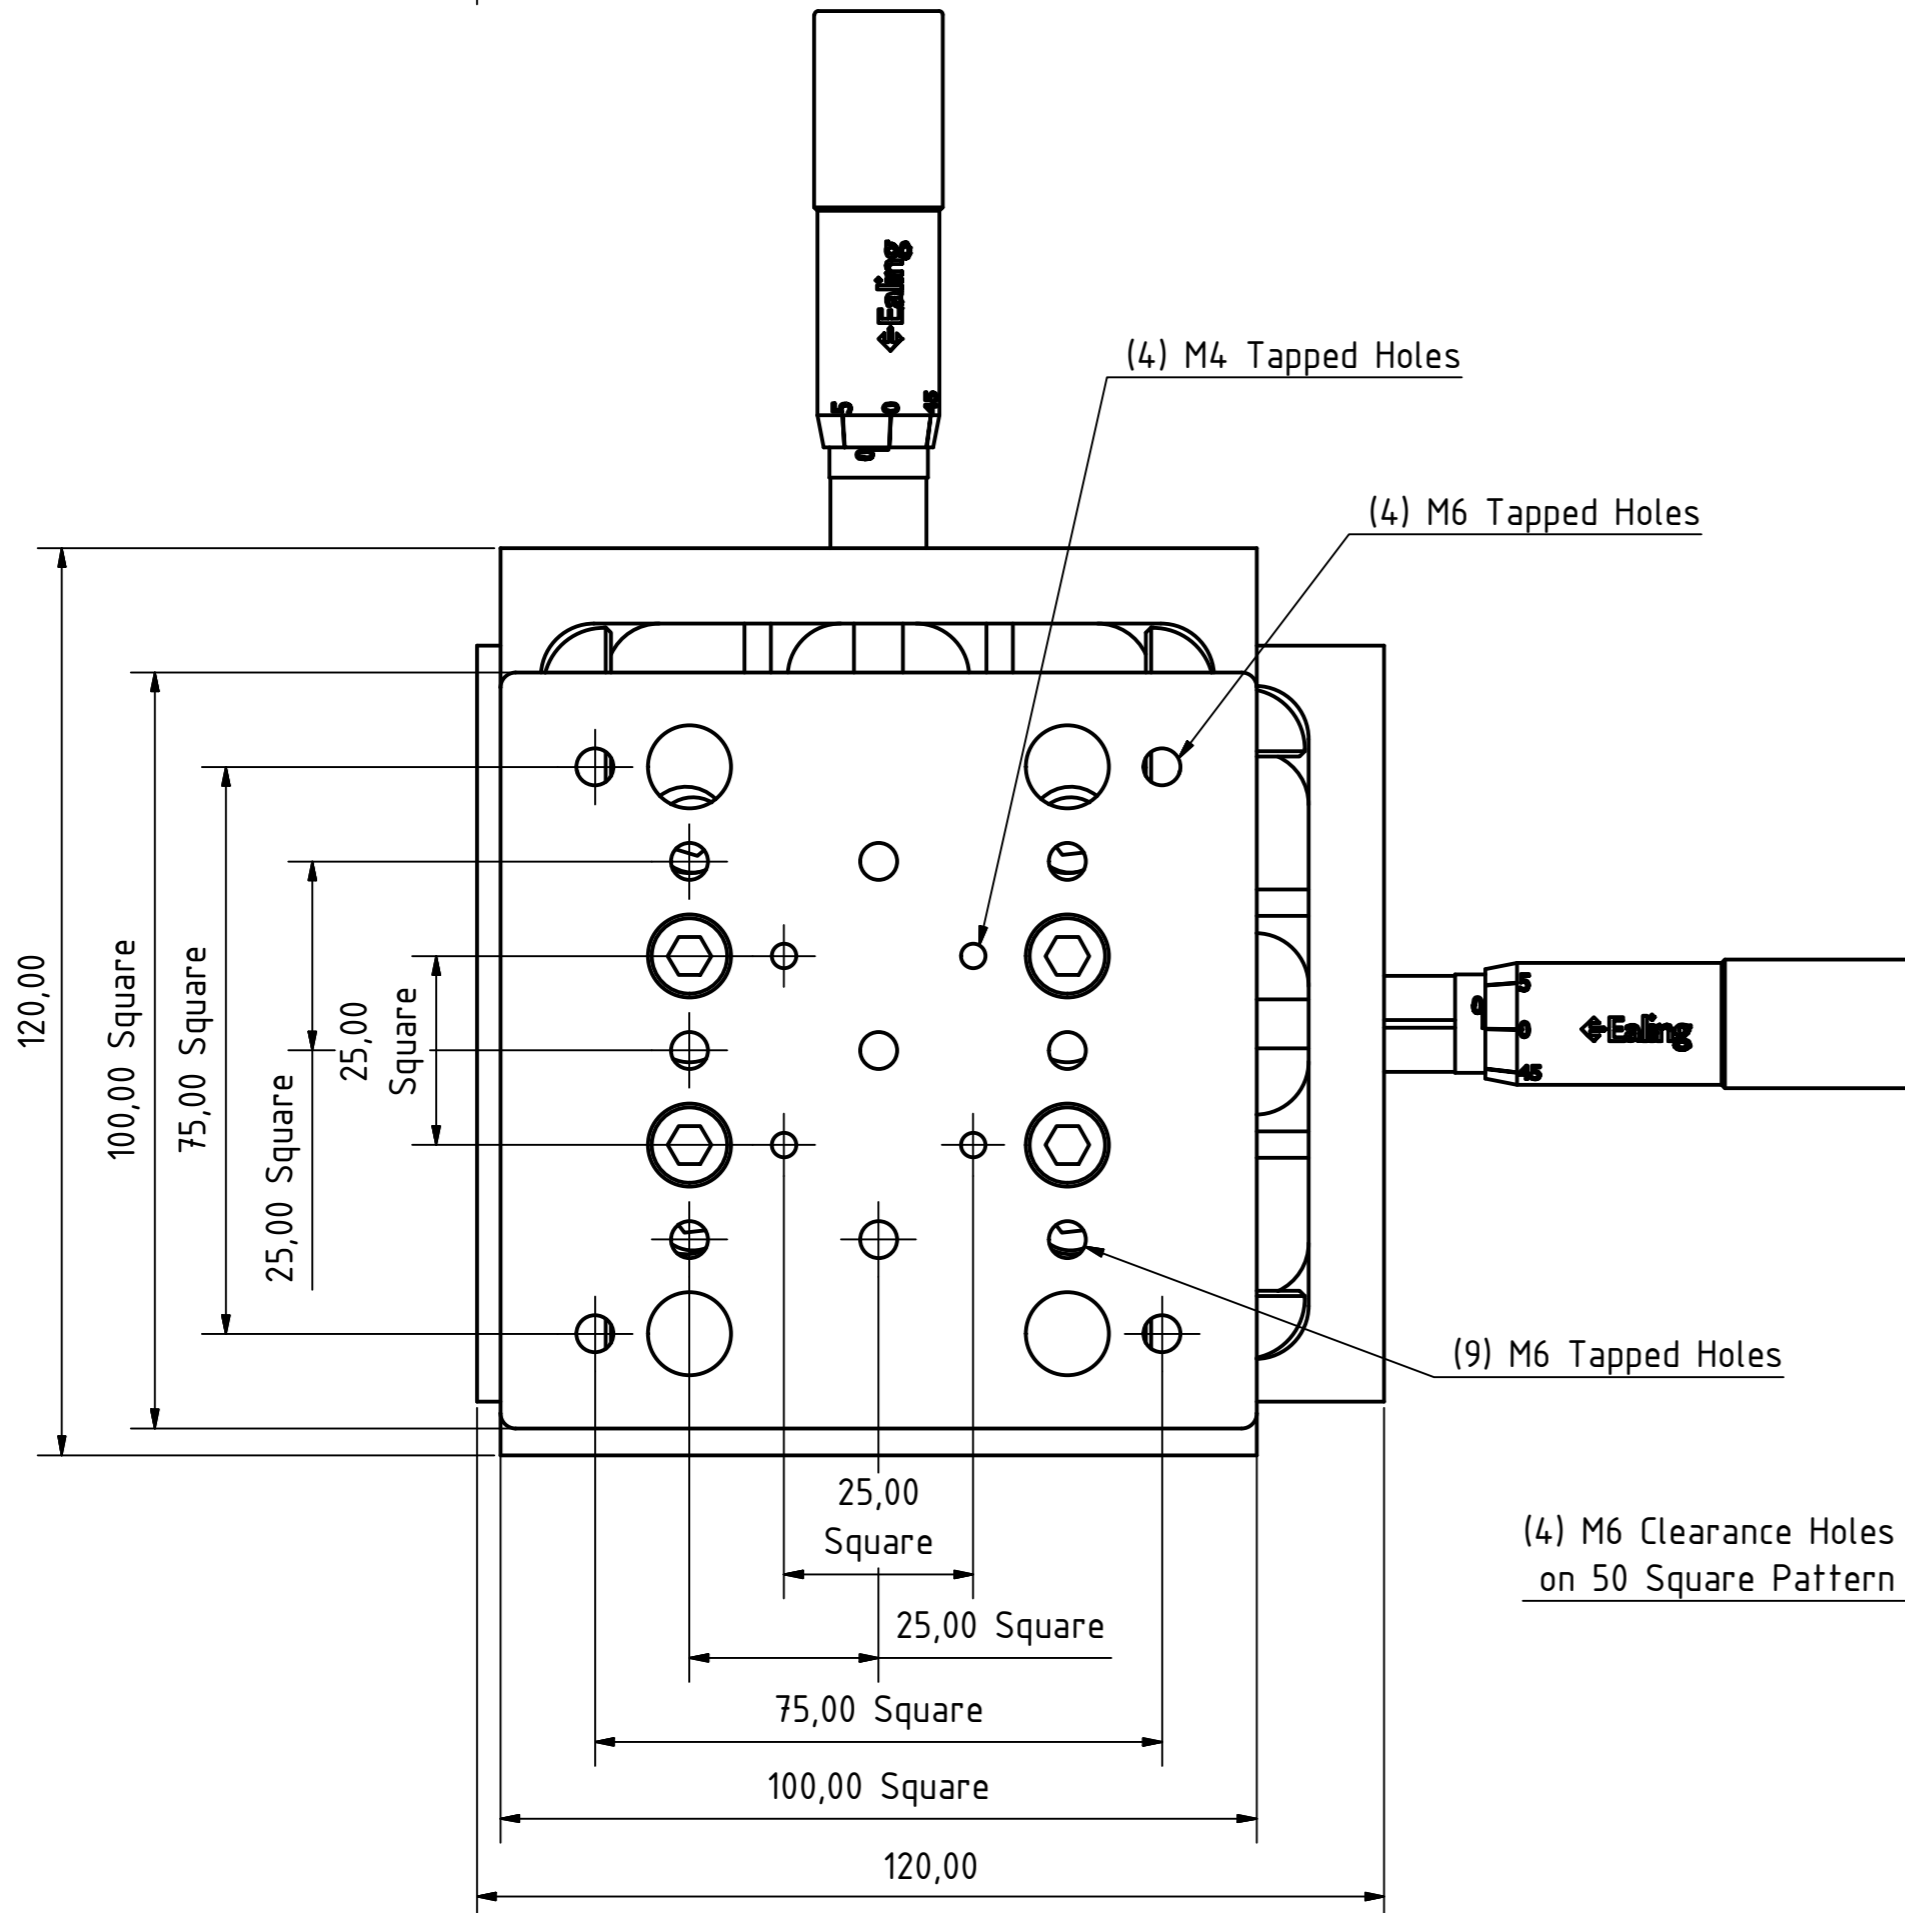 Ealing
5
0
45
0
(4) M4 Tapped Holes
(4) M6 Tapped Holes
120,00
100,00 Square
75,00 Square
25,00 Square
25,00
Square
5
0
0
45
Ealing
(9) M6 Tapped Holes
25,00
Square
(4) M6 Clearance Holes
on 50 Square Pattern
25,00 Square
75,00 Square
100,00 Square
120,00